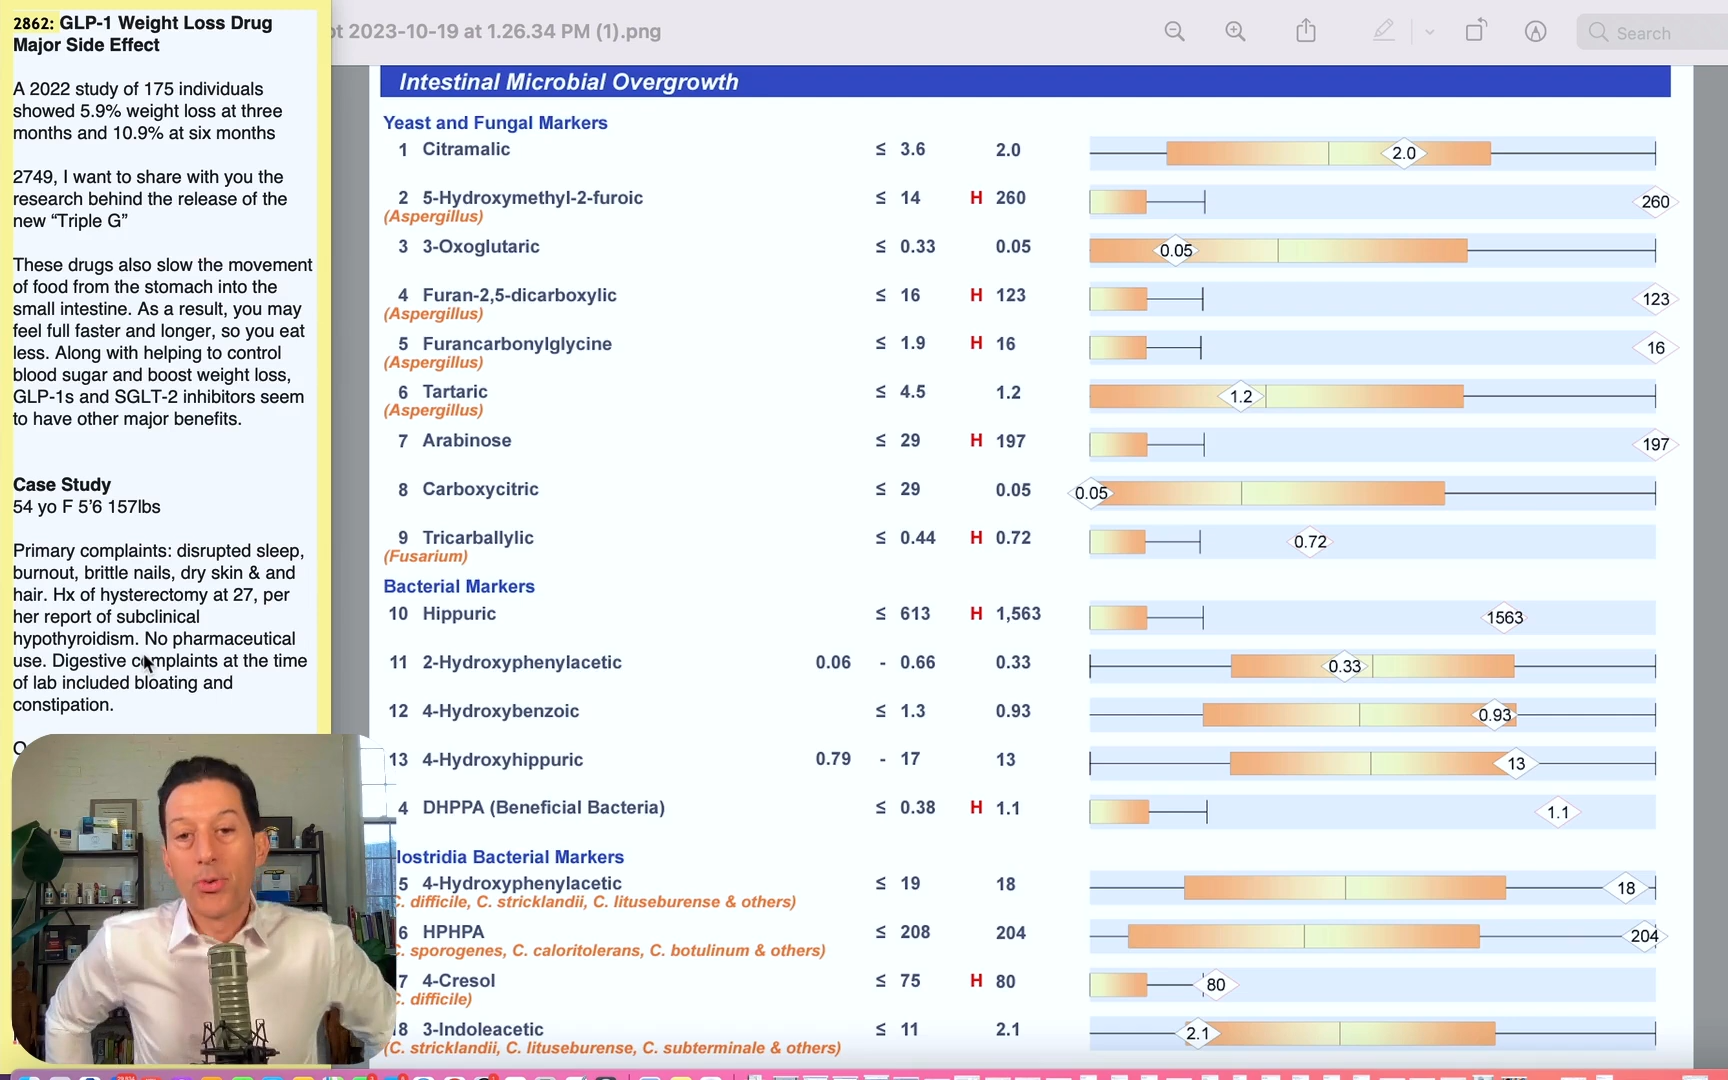 2862: GLP-1 Weight Loss Drug
Major Side Effect
A 2022 study of 175 individuals
showed 5.9% weight loss at three
months and 10.9% at six months
2749, I want to share with you the
research behind the release of the
new “Triple G”
These drugs also slow the movement
of food from the stomach into the
small intestine. As a result, you may
feel full faster and longer, so you eat
less. Along with helping to control
blood sugar and boost weight loss,
GLP-1s and SGLT-2 inhibitors seem
to have other major benefits.
Case Study
54 yo F 5'6 157lbs
Primary complaints: disrupted sleep,
burnout, brittle nails, dry skin & and
hair. Hx of hysterectomy at 27, per
her report of subclinical
hypothyroidism. No pharmaceutical
use. Digestive complaints at the time
of lab included bloating and
constipation.
ot 2023-10-19 at 1.26.34 PM (1).png
Search
Intestinal Microbial Overgrowth
Yeast and Fungal Markers
1 Citramalic ≤ 3.6 2.0 2.0
2 5-Hydroxymethyl-2-furoic ≤ 14 H 260 260
(Aspergillus)
3 3-Oxoglutaric ≤ 0.33 0.05 0.05
4 Furan-2,5-dicarboxylic ≤ 16 H 123 123
(Aspergillus)
5 Furancarbonylglycine ≤ 1.9 H 16 16
(Aspergillus)
6 Tartaric ≤ 4.5 1.2 1.2
(Aspergillus)
7 Arabinose ≤ 29 H 197 197
8 Carboxycitric ≤ 29 0.05 0.05
9 Tricarballylic ≤ 0.44 H 0.72 0.72
(Fusarium)
Bacterial Markers
10 Hippuric ≤ 613 H 1,563 1563
11 2-Hydroxyphenylacetic 0.06 - 0.66 0.33 0.33
12 4-Hydroxybenzoic ≤ 1.3 0.93 0.93
13 4-Hydroxyhippuric 0.79 - 17 13 13
4 DHPPA (Beneficial Bacteria) ≤ 0.38 H 1.1 1.1
lostridia Bacterial Markers
5 4-Hydroxyphenylacetic ≤ 19 18 18
C. difficile, C. stricklandii, C. lituseburense & others)
6 HPHPA ≤ 208 204 204
C. sporogenes, C. caloritolerans, C. botulinum & others)
7 4-Cresol ≤ 75 H 80 80
C. difficile)
18 3-Indoleacetic ≤ 11 2.1 2.1
(C. stricklandii, C. lituseburense, C. subterminale & others)